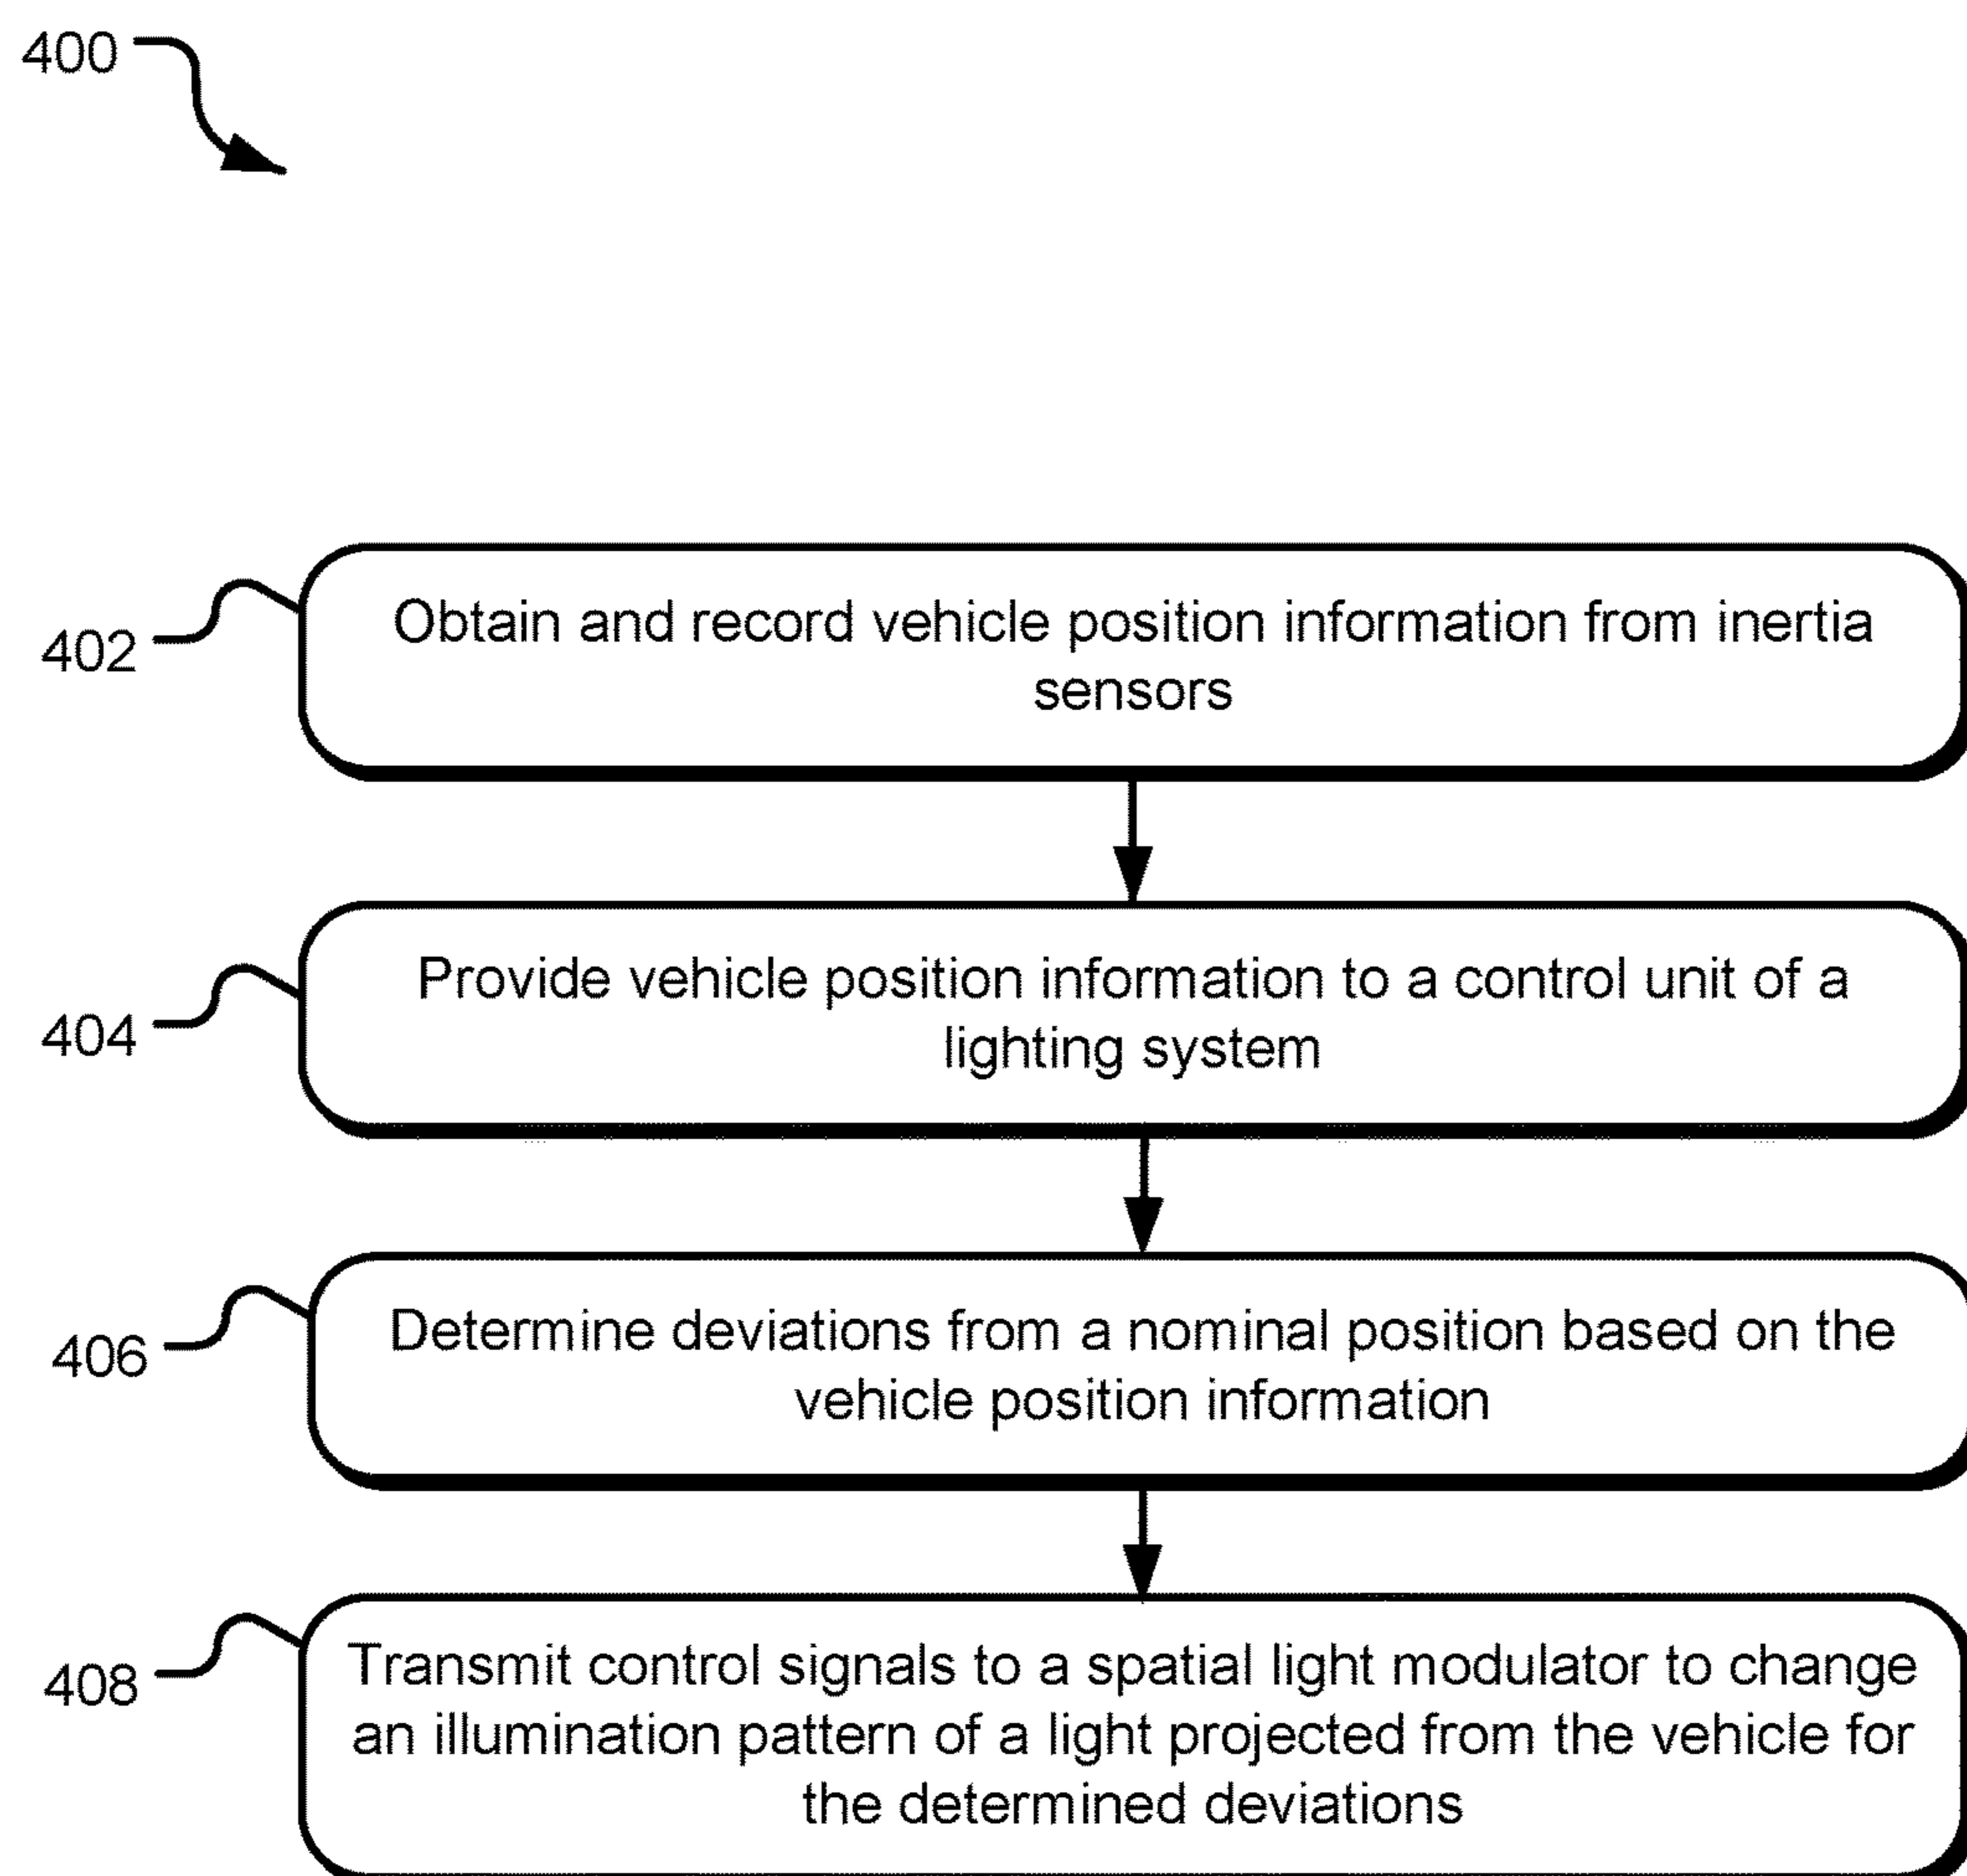 400
402
Obtain and record vehicle position information from inertia
sensors
404
Provide vehicle position information to a control unit of a
lighting system
406
Determine deviations from a nominal position based on the
vehicle position information
408
Transmit control signals to a spatial light modulator to change
an illumination pattern of a light projected from the vehicle for
the determined deviations